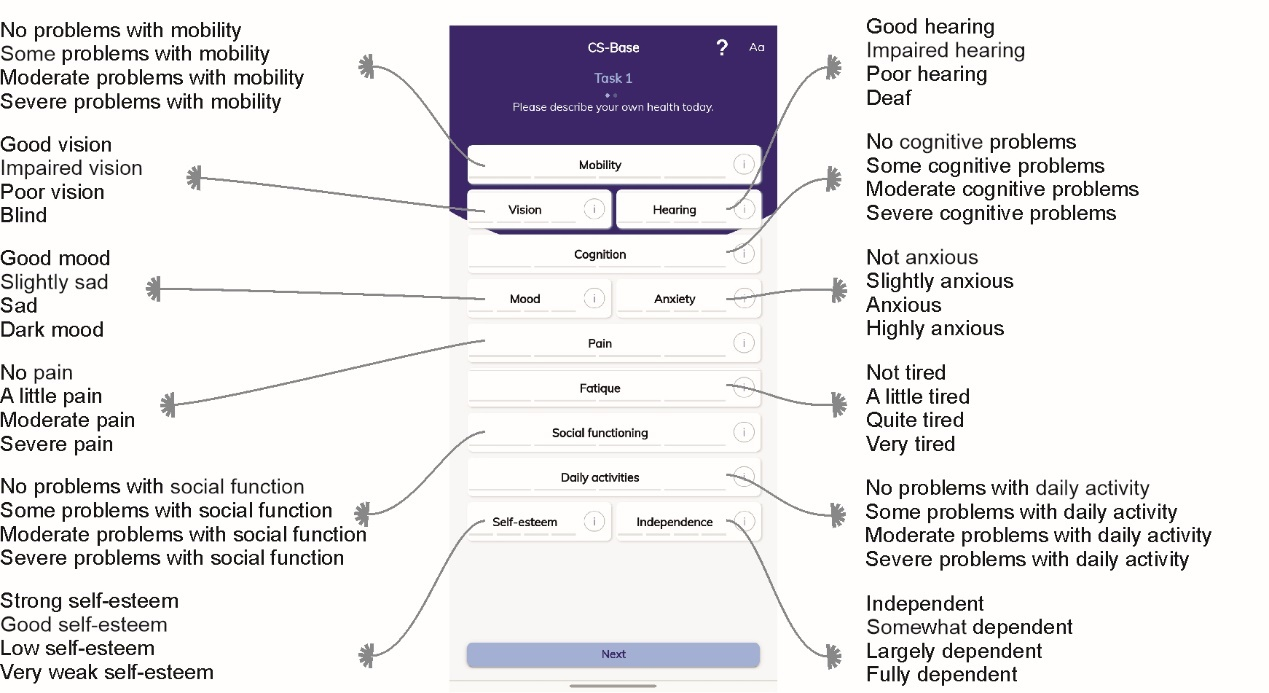 No problems with mobility
Some problems with mobility
Moderate problems with mobility
Severe problems with mobility
Good vision
Impaired vision
Poor vision
Blind
Good mood
Slightly sad
Sad
Dark mood
No pain
A little pain
Moderate pain
Severe pain
No problems with social function
Some problems with social function
Moderate problems with social function
Severe problems with social function
Strong self-esteem
Good self-esteem
Low self-esteem
Very weak self-esteem
CS-Base ? Aa
Task 1
Please describe your own health today.
Mobility i
Vision i Hearing i
Cognition i
Mood i Anxiety i
Pain i
Fatique i
Social functioning i
Daily activities i
Self-esteem i Independence i
Next
Good hearing
Impaired hearing
Poor hearing
Deaf
No cognitive problems
Some cognitive problems
Moderate cognitive problems
Severe cognitive problems
Not anxious
Slightly anxious
Anxious
Highly anxious
Not tired
A little tired
Quite tired
Very tired
No problems with daily activity
Some problems with daily activity
Moderate problems with daily activity
Severe problems with daily activity
Independent
Somewhat dependent
Largely dependent
Fully dependent